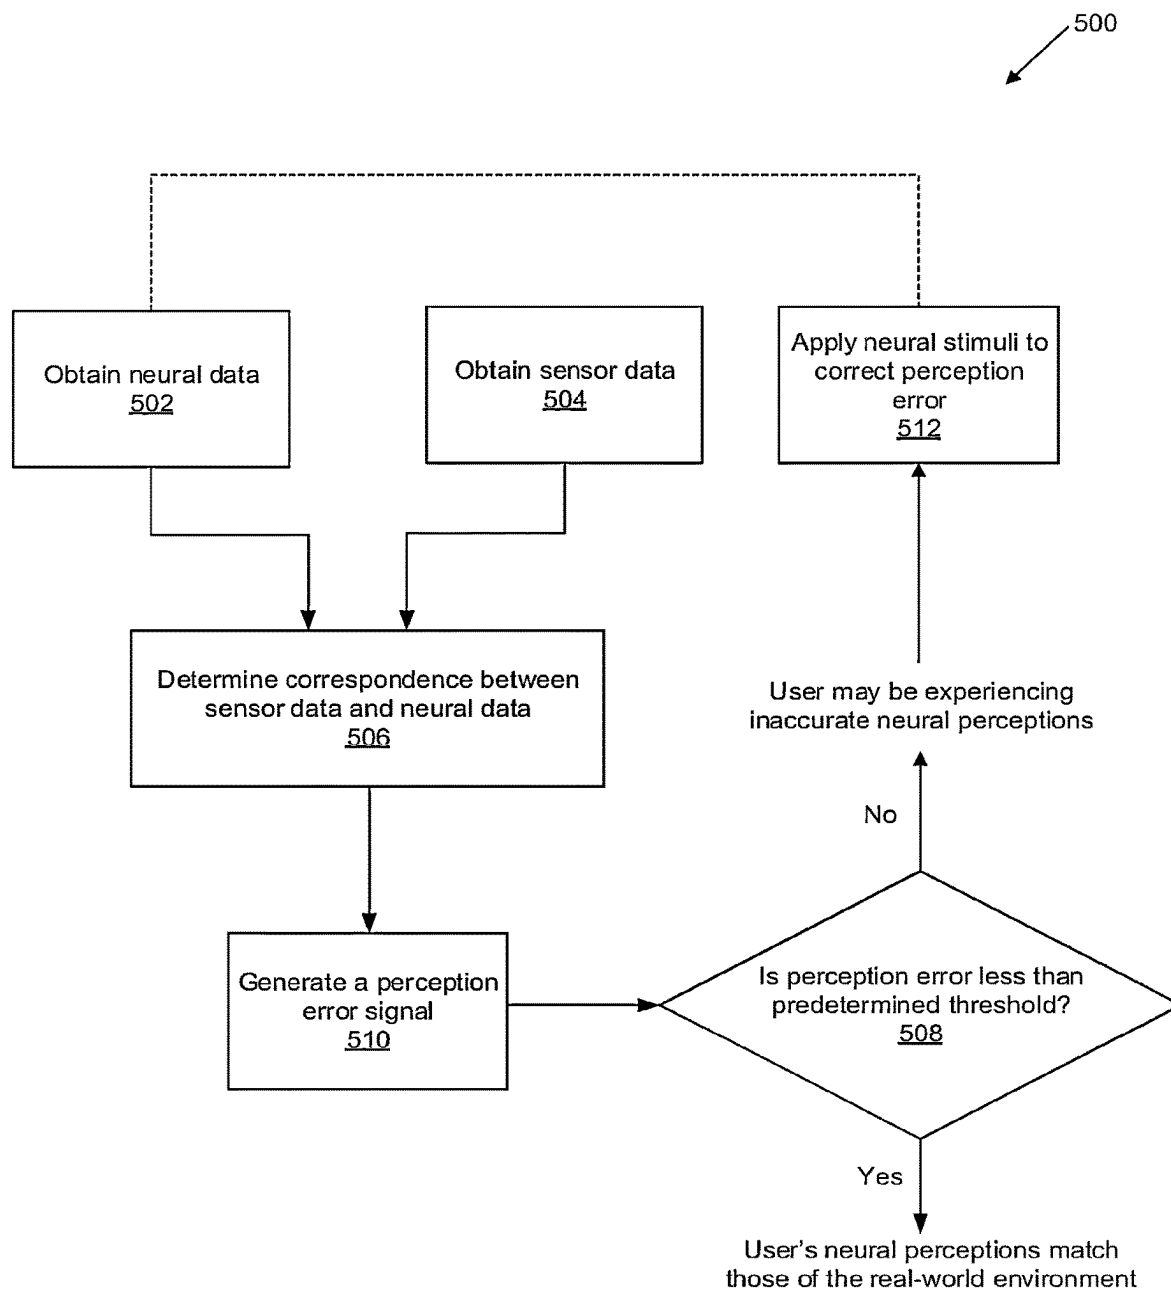 500
Obtain neural data
502
Obtain sensor data
504
Apply neural stimuli to
correct perception
error
512
Determine correspondence between
sensor data and neural data
506
User may be experiencing
inaccurate neural perceptions
No
Generate a perception
error signal
510
Is perception error less than
predetermined threshold?
508
Yes
User's neural perceptions match
those of the real-world environment